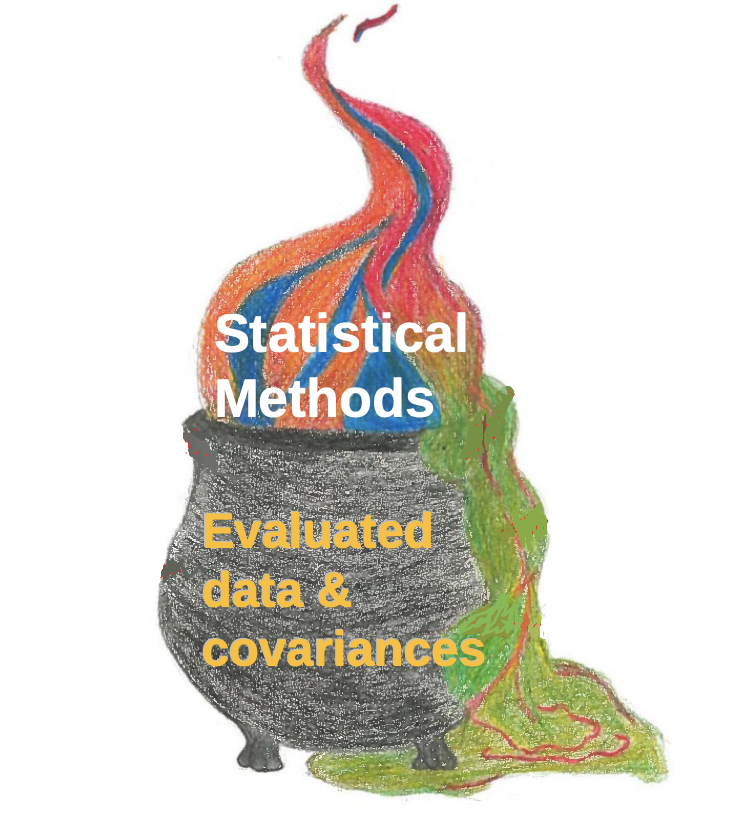 Statistical
Methods
Evaluated
data &
covariances